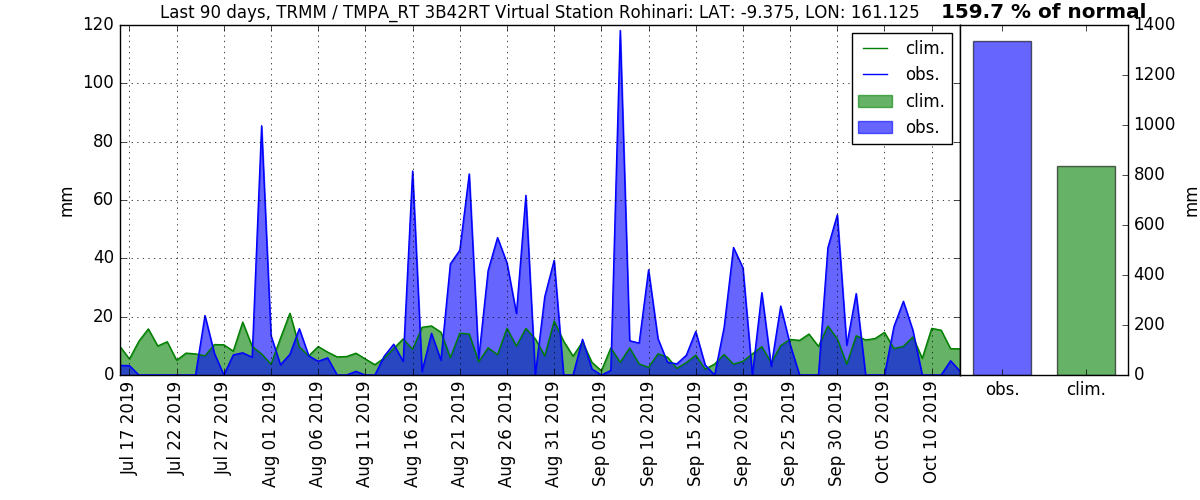 Last 90 days, TRMM / TMPA_RT 3B42RT Virtual Station Rohinari: LAT: -9.375, LON: 161.125
159.7 % of normal
clim.
obs.
clim.
obs.
mm
120
100
80
60
40
20
0
Jul 17 2019
Jul 22 2019
Jul 27 2019
Aug 01 2019
Aug 06 2019
Aug 11 2019
Aug 16 2019
Aug 21 2019
Aug 26 2019
Aug 31 2019
Sep 05 2019
Sep 10 2019
Sep 15 2019
Sep 20 2019
Sep 25 2019
Sep 30 2019
Oct 05 2019
Oct 10 2019
1400
1200
1000
800
600
400
200
0
mm
obs.
clim.